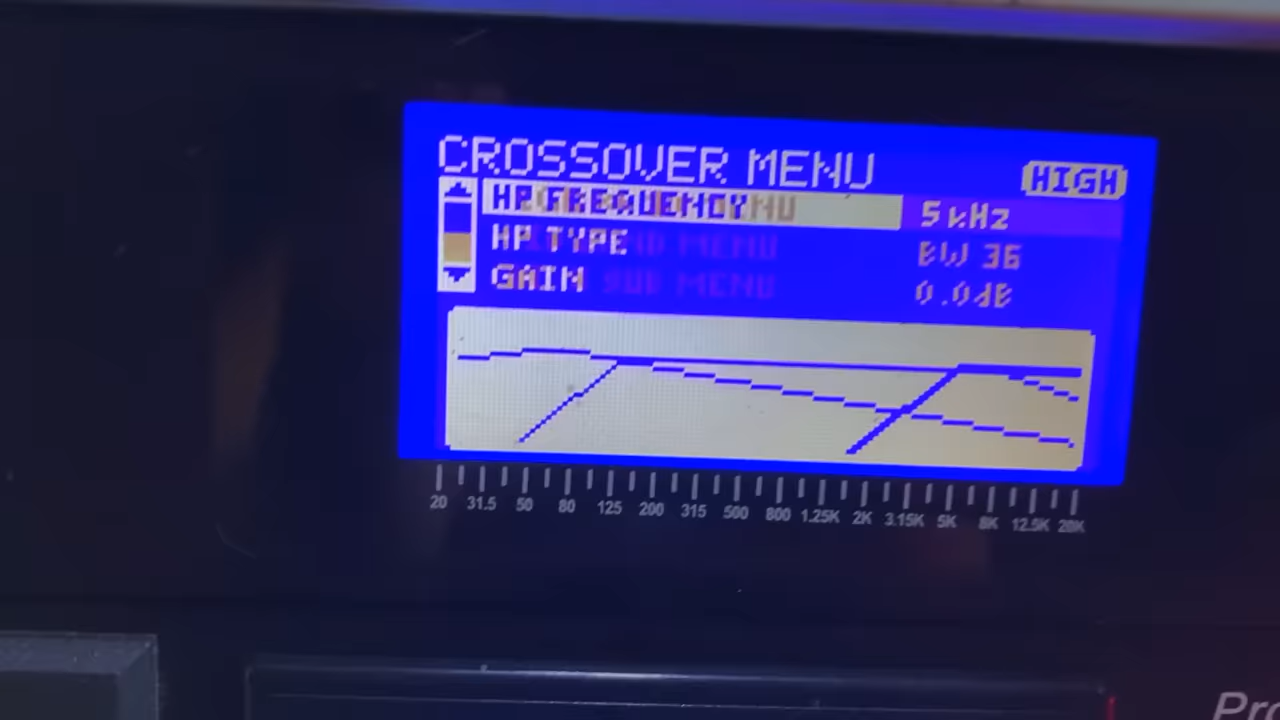 CROSSOVER MENU
HIGH
HP FREQUENCY 5 kHz
HP TYPE BW 36
GAIN 0.0dB
20 31.5 50 80 125 200 315 500 800 1.25K 2K 3.15K 5K 8K 12.5K 20K